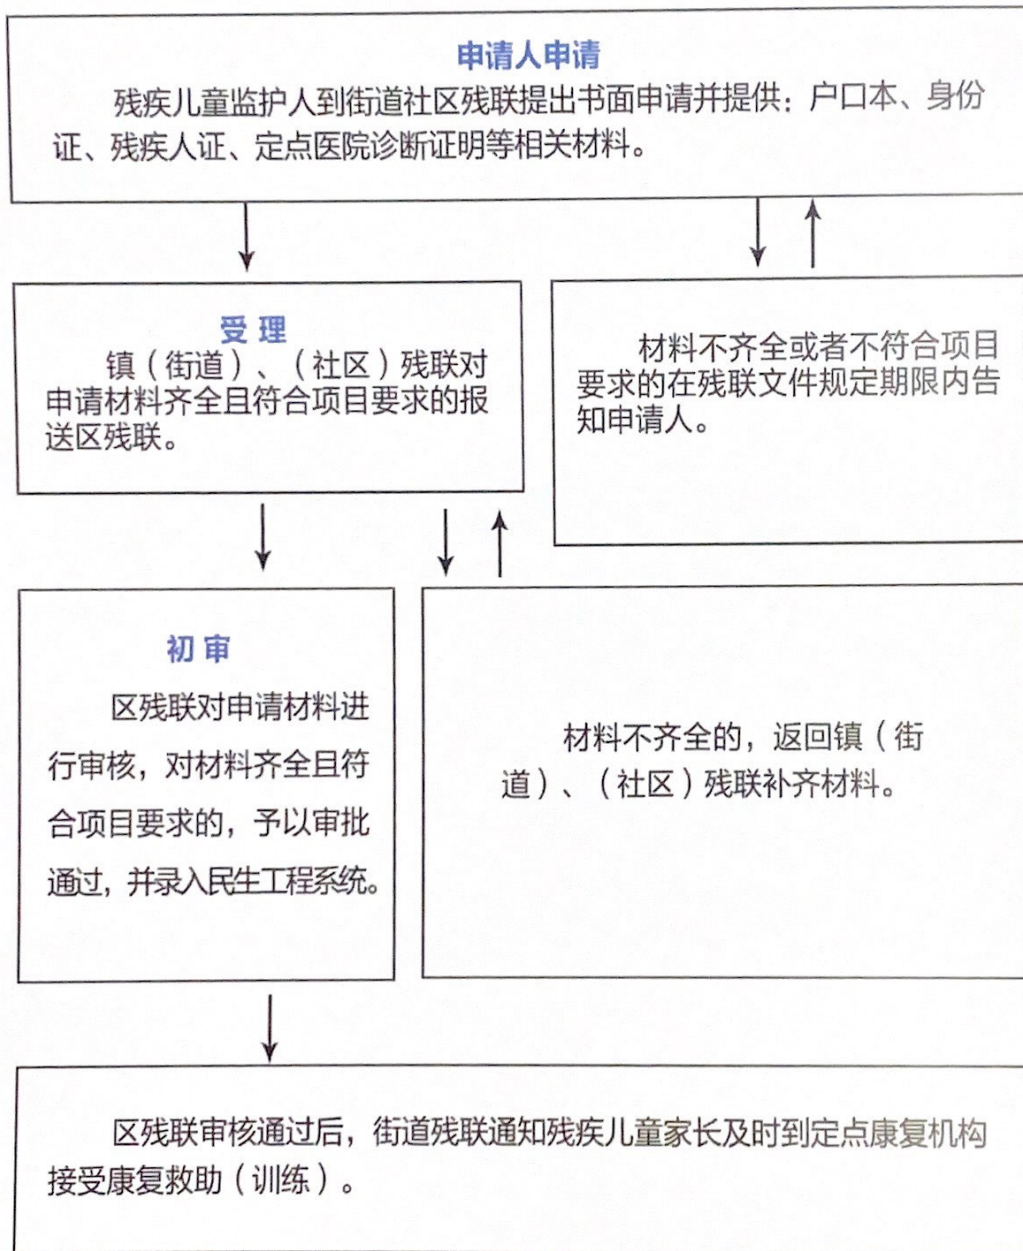 申请人申请
残疾儿童监护人到街道社区残联提出书面申请并提供：户口本、身份
证、残疾人证、定点医院诊断证明等相关材料。
受 理
镇（街道）、（社区）残联对
申请材料齐全且符合项目要求的报
送区残联。
材料不齐全或者不符合项目
要求的在残联文件规定期限内告
知申请人。
初 审
区残联对申请材料进
行审核，对材料齐全且符
合项目要求的，予以审批
通过，并录入民生工程系统。
材料不齐全的，返回镇（街
道）、（社区）残联补齐材料。
区残联审核通过后，街道残联通知残疾儿童家长及时到定点康复机构
接受康复救助（训练）。